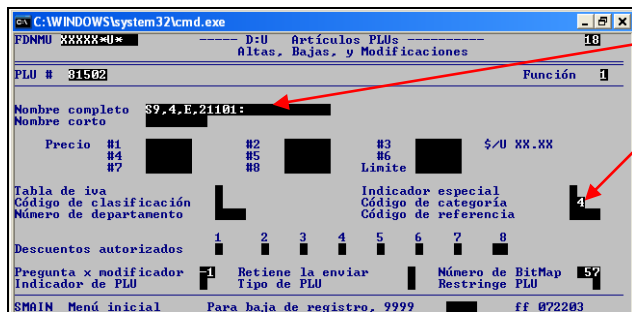 C:\WINDOWS\system32\cmd.exe
FDNMU XXXXX*U* ----- D:U Artículos PLUs ---------- 18
Altas, Bajas, y Modificaciones
PLU # 31502 Función 1
Nombre completo S9,4,E,21101:
Nombre corto
Precio #1 #2 #3 $/U XX.XX
#4 #5 #6
#7 #8 Limite
Tabla de iva Indicador especial
Código de clasificación Código de categoría 4
Número de departamento Código de referencia
1 2 3 4 5 6 7 8
Descuentos autorizados
Pregunta x modificador -1 Retiene la enviar Número de BitMap 57
Indicador de PLU Tipo de PLU Restringe PLU
SMAIN Menú inicial Para baja de registro, 9999 ff 072203